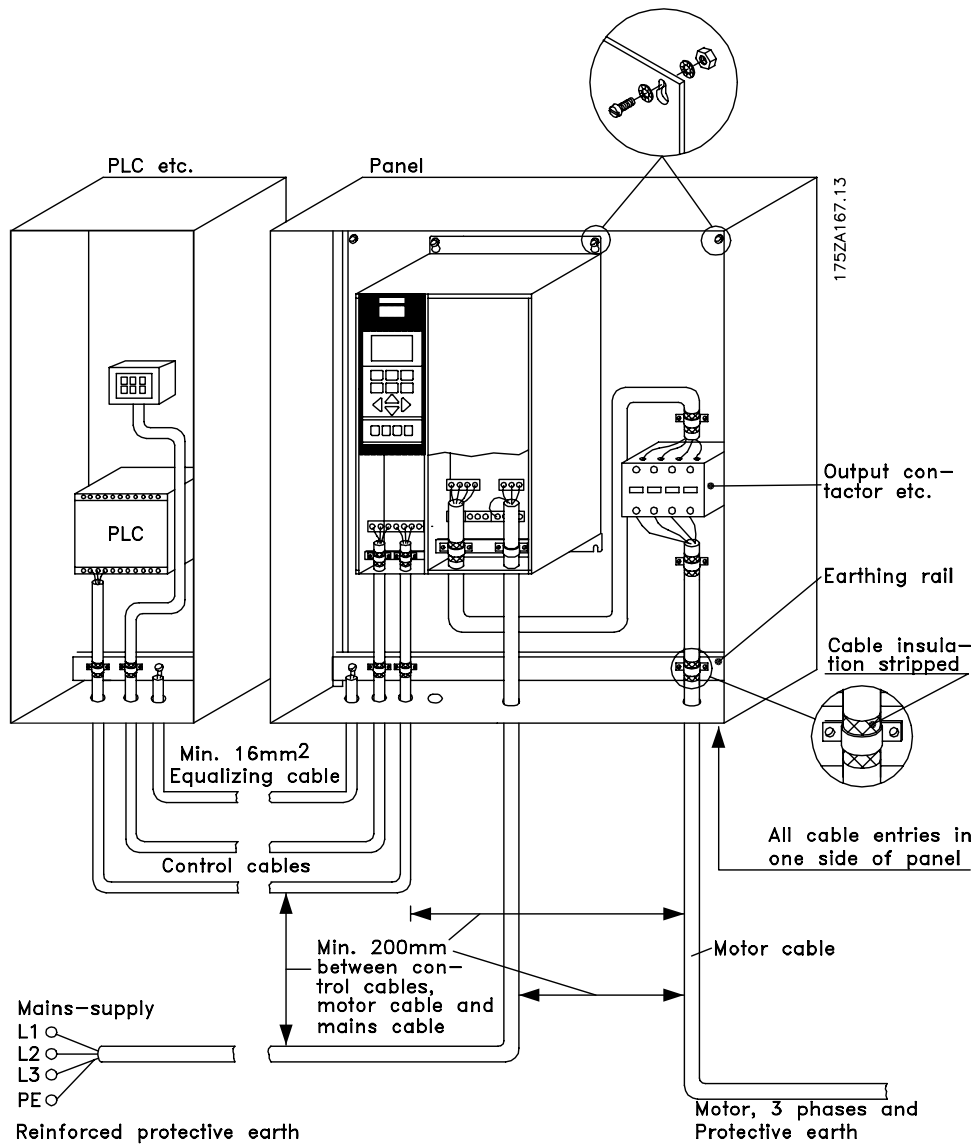 PLC etc.
Panel
175ZA167.13
PLC
Output con-
tactor etc.
Earthing rail
Cable insula-
tion stripped
Min. 16mm2
Equalizing cable
All cable entries in
one side of panel
Control cables
Min. 200mm
between con-
trol cables,
motor cable and
mains cable
Motor cable
Mains-supply
L1
L2
L3
PE
Reinforced protective earth
Motor, 3 phases and
Protective earth